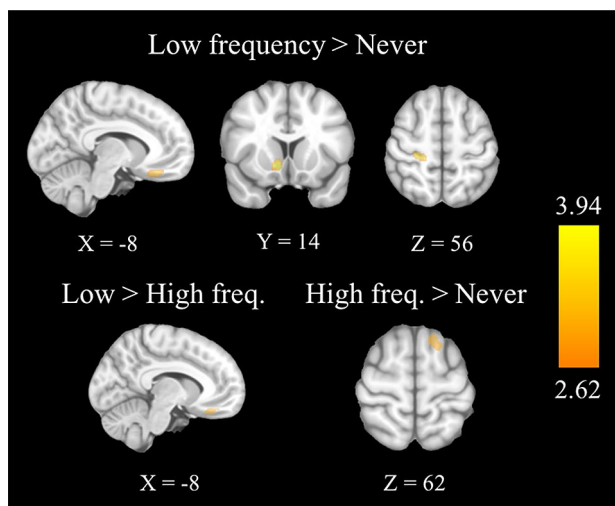 Low frequency > Never
X = -8
Y = 14
Z = 56
3.94
Low > High freq.
High freq. > Never
2.62
X = -8
Z = 62